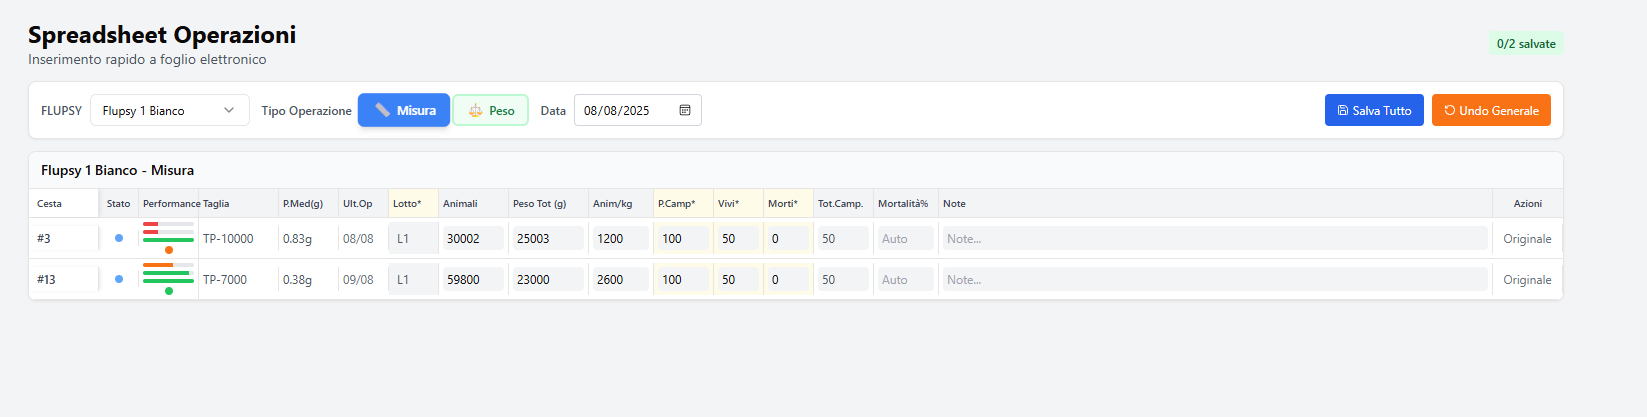 Spreadsheet Operazioni
Inserimento rapido a foglio elettronico
0/2 salvate
FLUPSY Flupsy 1 Bianco Tipo Operazione Misura Peso Data 08/08/2025 Salva Tutto Undo Generale
Flupsy 1 Bianco - Misura
Cesta Stato Performance Taglia P.Med(g) Ult.Op Lotto* Animali Peso Tot (g) Anim/kg P.Camp* Vivi* Morti* Tot.Camp. Mortalità% Note Azioni
#3 TP-10000 0.83g 08/08 L1 30002 25003 1200 100 50 0 50 Auto Note... Originale
#13 TP-7000 0.38g 09/08 L1 59800 23000 2600 100 50 0 50 Auto Note... Originale